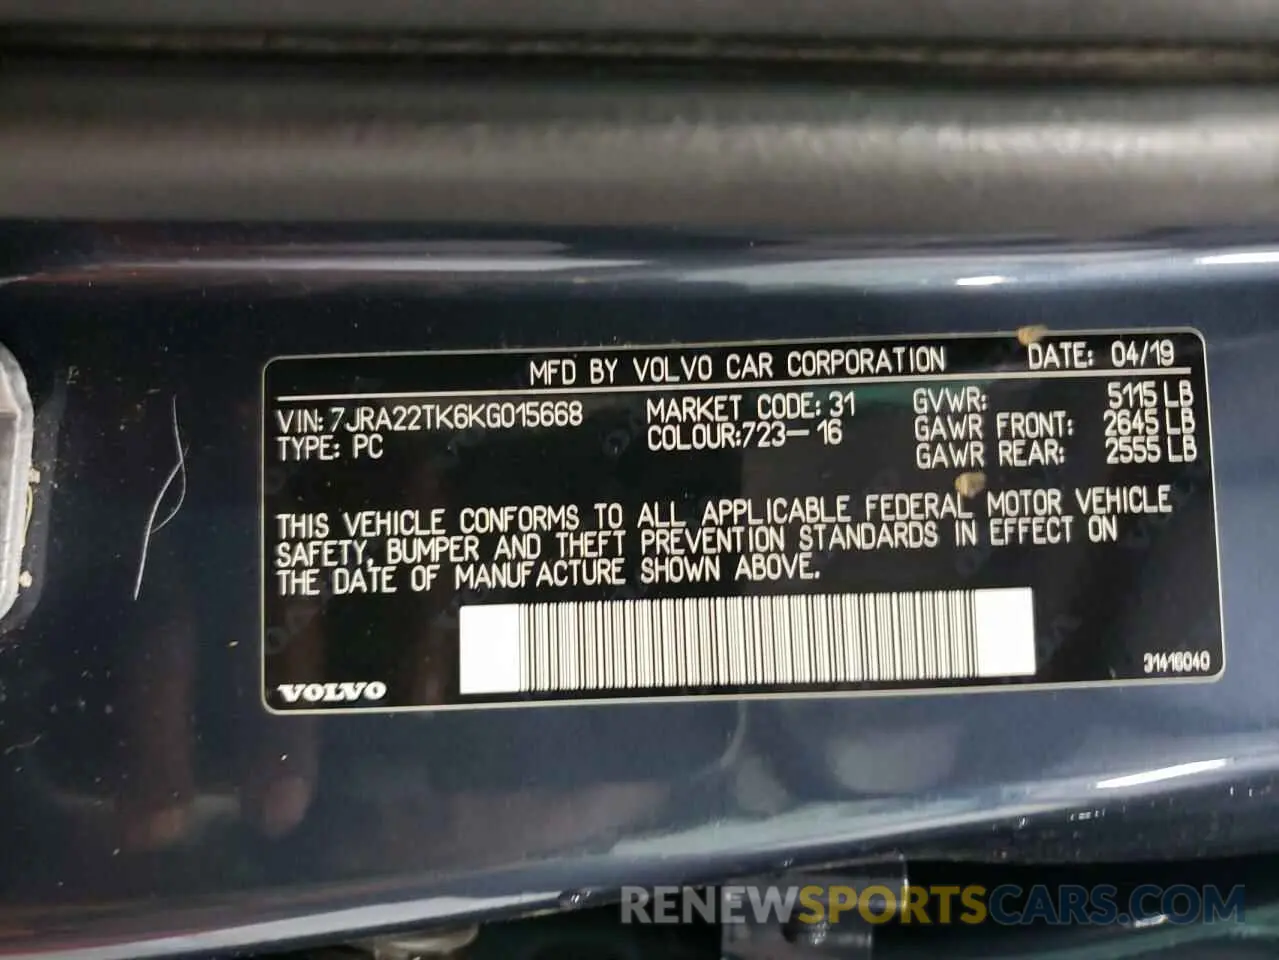 MFD BY VOLVO CAR CORPORATION DATE: 04/19
VIN: 7JRA22TK6KG015668 MARKET CODE: 31 GVWR: 5115 LB
TYPE: PC COLOUR:723-16 GAWR FRONT: 2645 LB
GAWR REAR: 2555 LB
THIS VEHICLE CONFORMS TO ALL APPLICABLE FEDERAL MOTOR VEHICLE
SAFETY, BUMPER AND THEFT PREVENTION STANDARDS IN EFFECT ON
THE DATE OF MANUFACTURE SHOWN ABOVE.
VOLVO 31416040
RENEWSPORTSCARS.COM